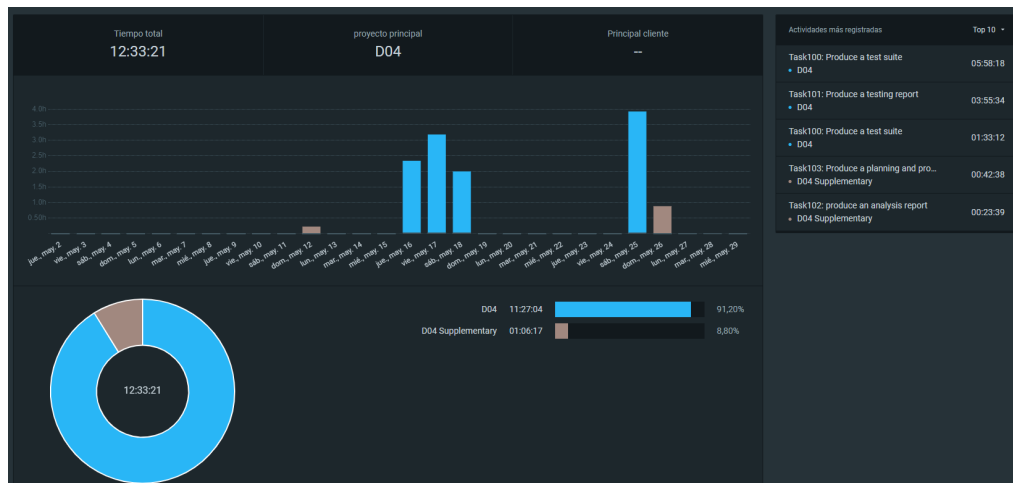 Tiempo total
12:33:21
proyecto principal
D04
Principal cliente
--
4.0h
3.5h
3.0h
2.5h
2.0h
1.5h
1.0h
0.50h
jue., may. 2
vie., may. 3
sáb., may. 4
dom., may. 5
lun., may. 6
mar., may. 7
mié., may. 8
jue., may. 9
vie., may. 10
sáb., may. 11
dom., may. 12
lun., may. 13
mar., may. 14
mié., may. 15
jue., may. 16
vie., may. 17
sáb., may. 18
dom., may. 19
lun., may. 20
mar., may. 21
mié., may. 22
jue., may. 23
vie., may. 24
sáb., may. 25
dom., may. 26
lun., may. 27
mar., may. 28
mié., may. 29
12:33:21
D04 11:27:04 91,20%
D04 Supplementary 01:06:17 8,80%
Actividades más registradas Top 10
Task100: Produce a test suite
D04 05:58:18
Task101: Produce a testing report
D04 03:55:34
Task100: Produce a test suite
D04 01:33:12
Task103: Produce a planning and pro...
D04 Supplementary 00:42:38
Task102: produce an analysis report
D04 Supplementary 00:23:39